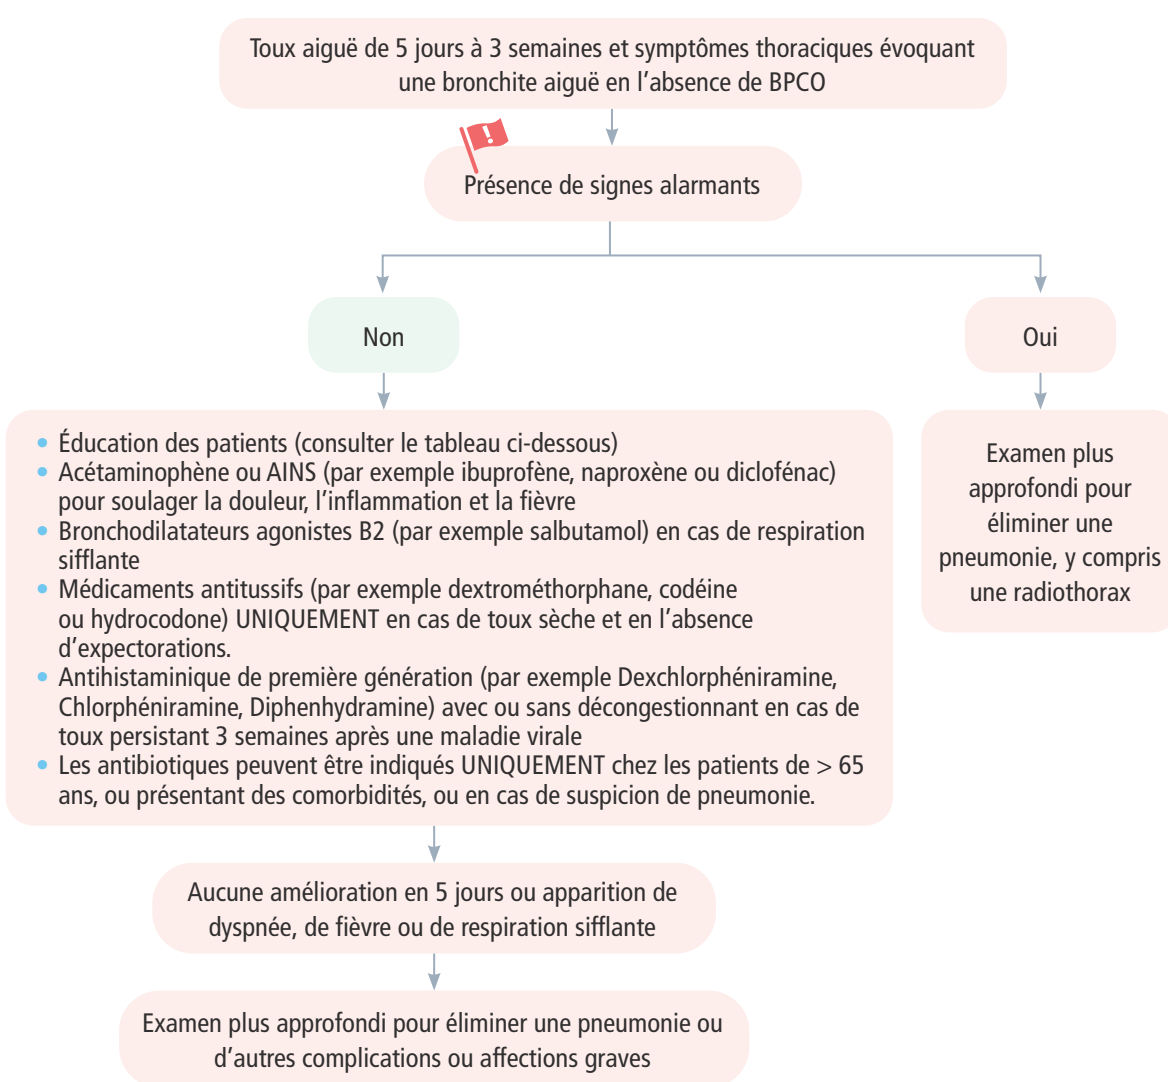 Toux aiguë de 5 jours à 3 semaines et symptômes thoraciques évoquant
une bronchite aiguë en l’absence de BPCO
!
Présence de signes alarmants
Non
Oui
• Éducation des patients (consulter le tableau ci-dessous)
• Acétaminophène ou AINS (par exemple ibuprofène, naproxène ou diclofénac)
pour soulager la douleur, l’inflammation et la fièvre
• Bronchodilatateurs agonistes B2 (par exemple salbutamol) en cas de respiration
sifflante
• Médicaments antitussifs (par exemple dextrométhorphane, codéine
ou hydrocodone) UNIQUEMENT en cas de toux sèche et en l’absence
d’expectorations.
• Antihistaminique de première génération (par exemple Dexchlorphéniramine,
Chlorphéniramine, Diphenhydramine) avec ou sans décongestionnant en cas de
toux persistant 3 semaines après une maladie virale
• Les antibiotiques peuvent être indiqués UNIQUEMENT chez les patients de > 65
ans, ou présentant des comorbidités, ou en cas de suspicion de pneumonie.
Examen plus
approfondi pour
éliminer une
pneumonie, y compris
une radiothorax
Aucune amélioration en 5 jours ou apparition de
dyspnée, de fièvre ou de respiration sifflante
Examen plus approfondi pour éliminer une pneumonie ou
d’autres complications ou affections graves